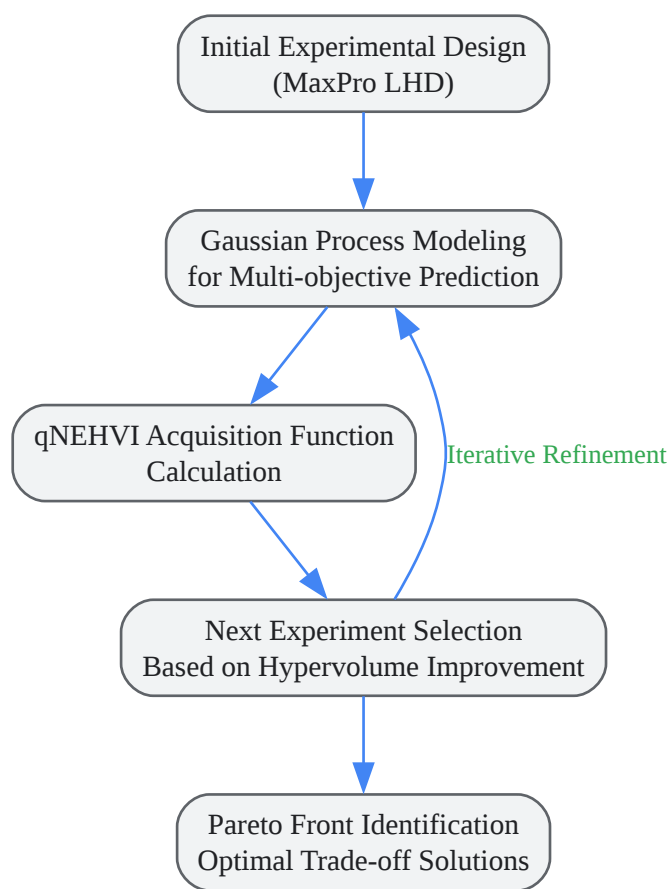 Initial Experimental Design
(MaxPro LHD)
Gaussian Process Modeling
for Multi-objective Prediction
qNEHVI Acquisition Function
Calculation
Iterative Refinement
Next Experiment Selection
Based on Hypervolume Improvement
Pareto Front Identification
Optimal Trade-off Solutions